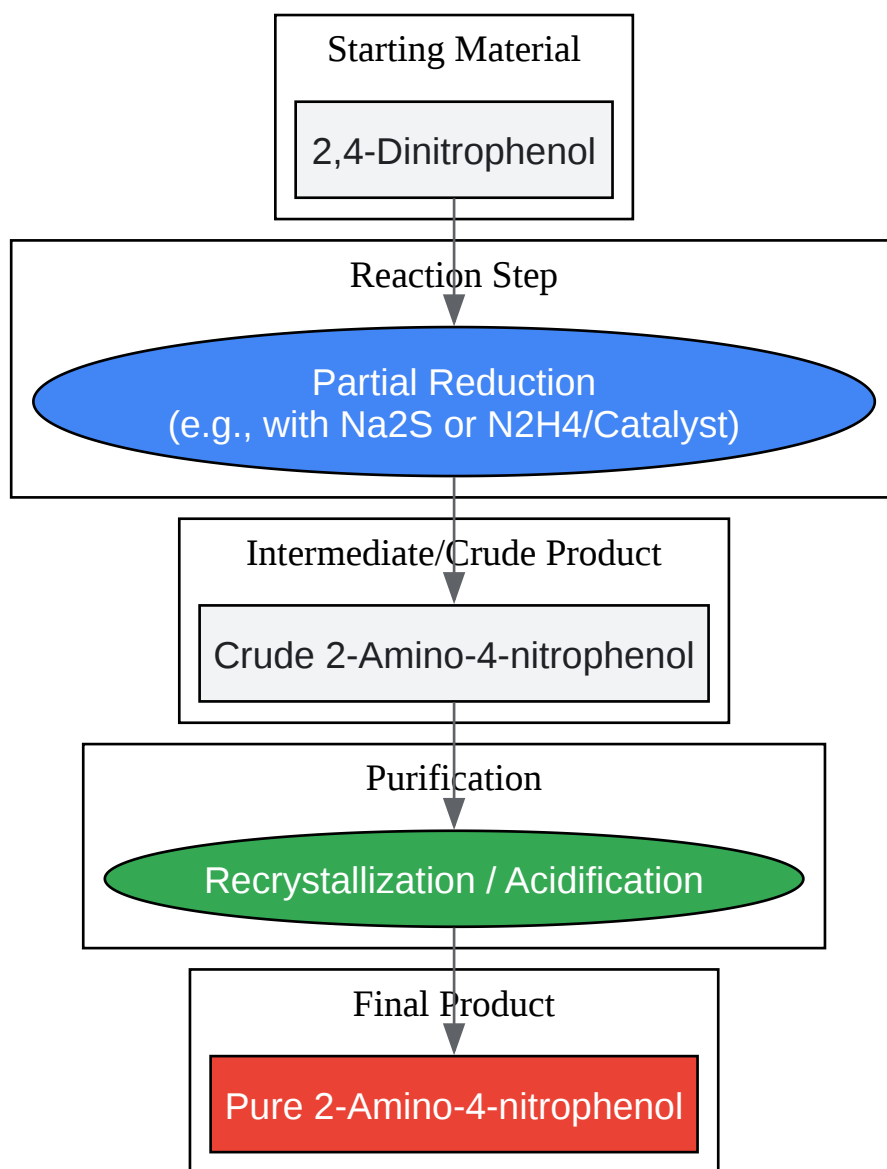 Starting Material
2,4-Dinitrophenol
Reaction Step
Partial Reduction
(e.g., with Na2S or N2H4/Catalyst)
Intermediate/Crude Product
Crude 2-Amino-4-nitrophenol
Purification
Recrystallization / Acidification
Final Product
Pure 2-Amino-4-nitrophenol